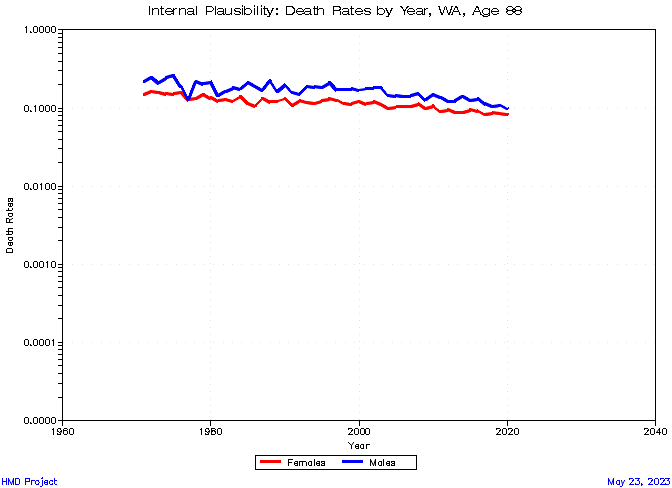 Internal Plausibility: Death Rates by Year, WA, Age 88
1.0000
0.1000
0.0100
0.0010
0.0001
0.0000
Death Rates
1960 1980 2000 2020 2040
Year
Females Males
HMD Project May 23, 2023